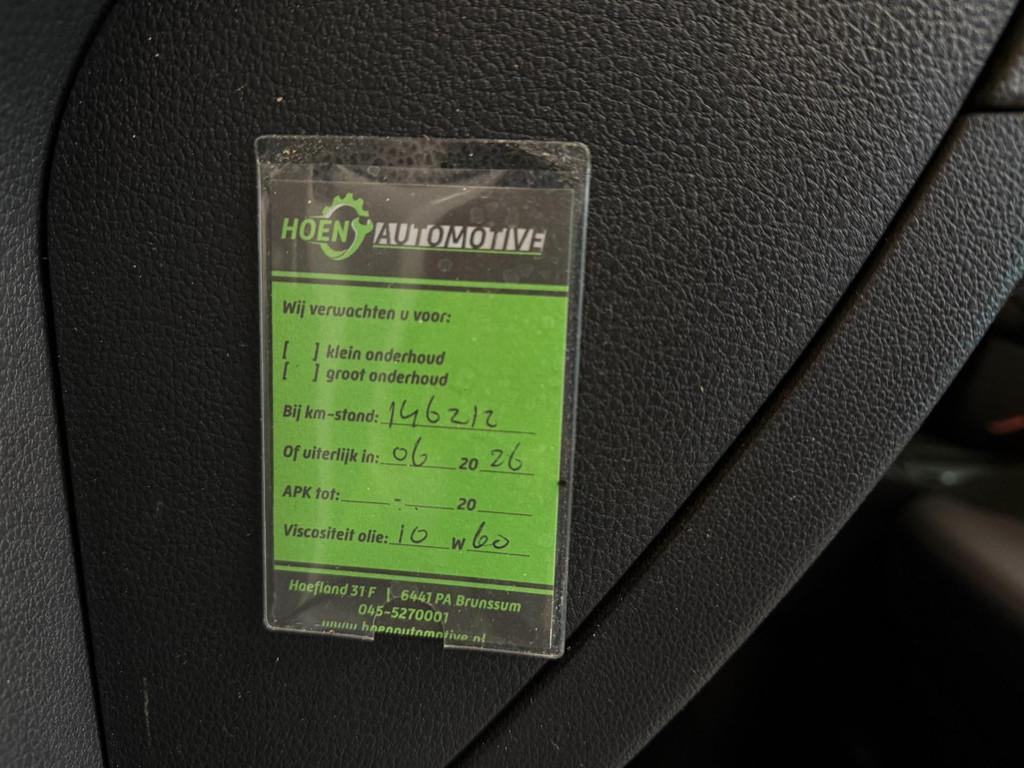 HOEN AUTOMOTIVE
Wij verwachten u voor:
[ ] klein onderhoud
[ ] groot onderhoud
Bij km-stand: 146212
Of uiterlijk in: 06 20 26
APK tot: - 20
Viscositeit olie: 10 W 60
Haefland 31 F | 6441 PA Brunssum
045-5270001
www.hoenautomotive.nl